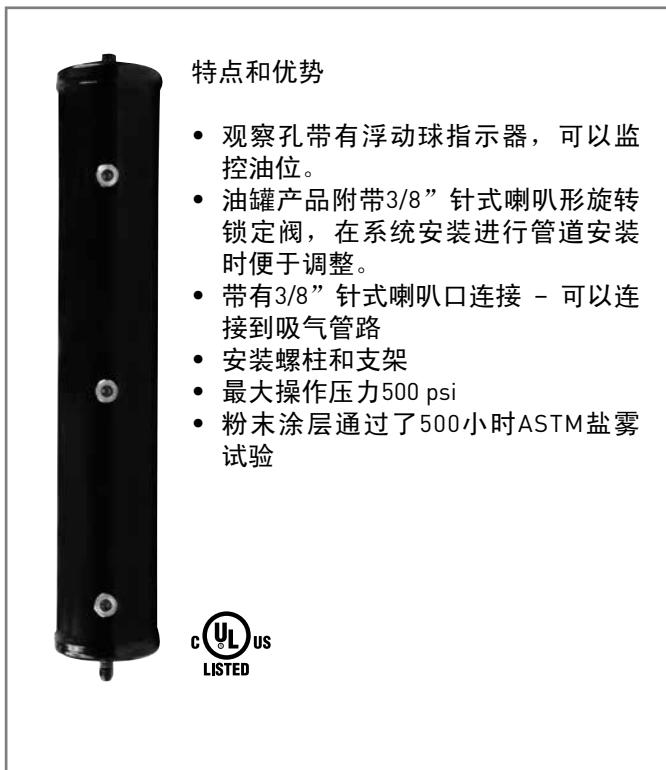 特点和优势
• 观察孔带有浮动球指示器，可以监
控油位。
• 油罐产品附带3/8”针式喇叭形旋转
锁定阀，在系统安装进行管道安装
时便于调整。
• 带有3/8”针式喇叭口连接 – 可以连
接到吸气管路
• 安装螺柱和支架
• 最大操作压力500 psi
• 粉末涂层通过了500小时ASTM盐雾
试验
C UL US
LISTED